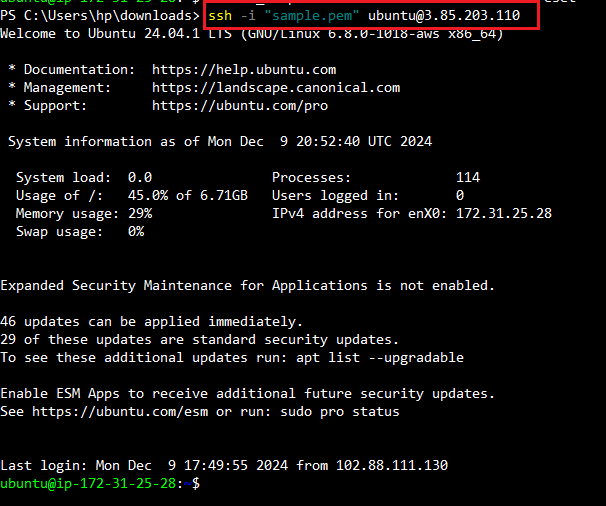 PS C:\Users\hp\downloads> ssh -i "sample.pem" ubuntu@3.85.203.110
Welcome to Ubuntu 24.04.1 LTS (GNU/Linux 6.8.0-1018-aws x86_64)
* Documentation:  https://help.ubuntu.com
* Management:     https://landscape.canonical.com
* Support:        https://ubuntu.com/pro
System information as of Mon Dec  9 20:52:40 UTC 2024
System load:  0.0                Processes:             114
Usage of /:   45.0% of 6.71GB   Users logged in:       0
Memory usage: 29%                IPv4 address for enX0: 172.31.25.28
Swap usage:   0%
Expanded Security Maintenance for Applications is not enabled.
46 updates can be applied immediately.
29 of these updates are standard security updates.
To see these additional updates run: apt list --upgradable
Enable ESM Apps to receive additional future security updates.
See https://ubuntu.com/esm or run: sudo pro status
Last login: Mon Dec  9 17:49:55 2024 from 102.88.111.130
ubuntu@ip-172-31-25-28:~$